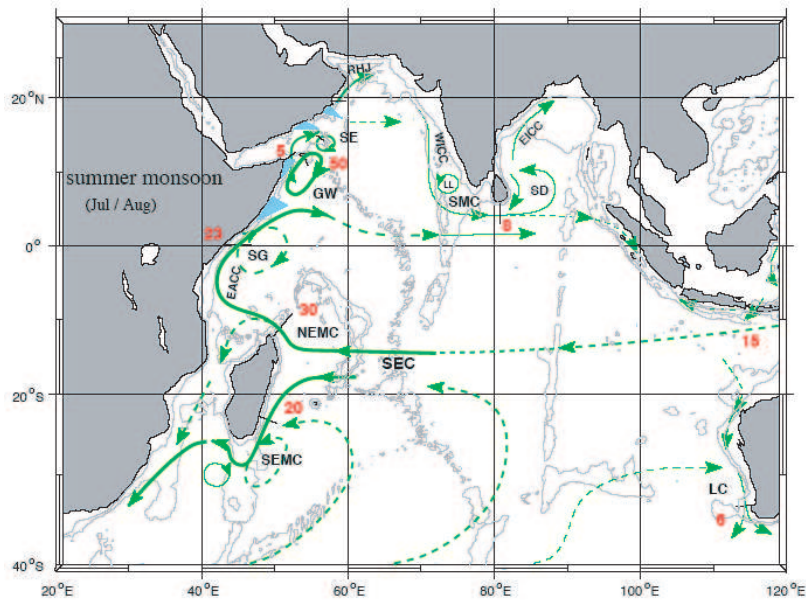 RHJ
20°N
SE
5
WICC
EICC
50
summer monsoon
GW
LL
SD
(Jul / Aug)
SMC
8
23
0°
SG
EACC
30
NEMC
15
SEC
20°S
20
SEMC
LC
6
40°S
20°E
40°E
60°E
80°E
100°E
120°E